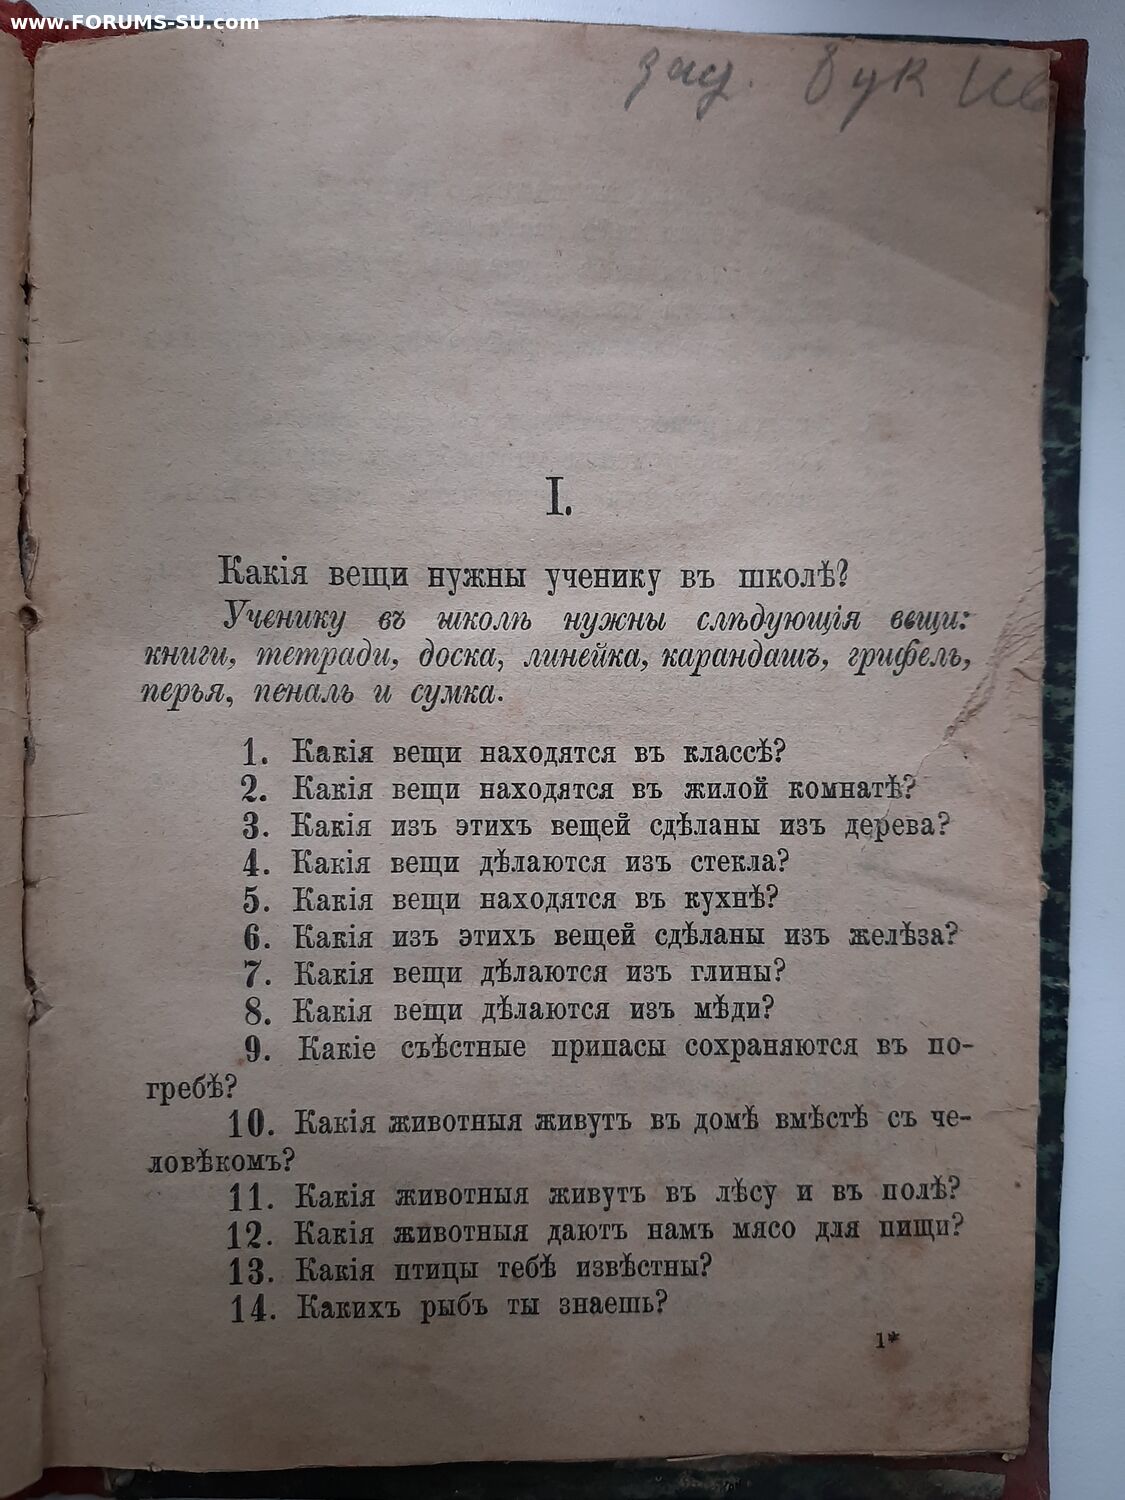 www.FORUMS-SU.com
зад. Бук
I.
Какія вещи нужны ученику въ школѣ?
Ученику въ школѣ нужны слѣдующія вещи:
книги, тетради, доска, линейка, карандашъ, грифель,
перья, пеналь и сумка.
1. Какія вещи находятся въ классѣ?
2. Какія вещи находятся въ жилой комнатѣ?
3. Какія изъ этихъ вещей сдѣланы изъ дерева?
4. Какія вещи дѣлаются изъ стекла?
5. Какія вещи находятся въ кухнѣ?
6. Какія изъ этихъ вещей сдѣланы изъ желѣза?
7. Какія вещи дѣлаются изъ глины?
8. Какія вещи дѣлаются изъ мѣди?
9. Какіе съѣстные припасы сохраняются въ по-
гребѣ?
10. Какія животныя живутъ въ домѣ вмѣстѣ съ че-
ловѣкомъ?
11. Какія животныя живутъ въ лѣсу и въ полѣ?
12. Какія животныя даютъ намъ мясо для пищи?
13. Какія птицы тебѣ извѣстны?
14. Какихъ рыбъ ты знаешь?
1*